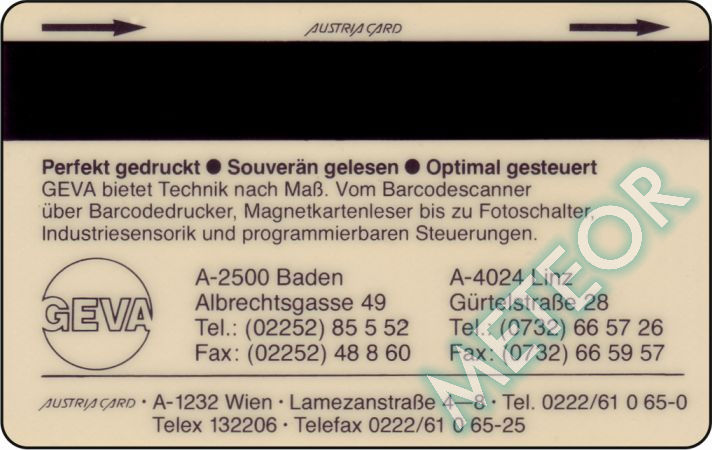 AUSTRIA CARD
Perfekt gedruckt ● Souverän gelesen ● Optimal gesteuert
GEVA bietet Technik nach Maß. Vom Barcodescanner
über Barcodedrucker, Magnetkartenleser bis zu Fotoschalter,
Industriesensorik und programmierbaren Steuerungen.
GEVA
A-2500 Baden
Albrechtsgasse 49
Tel.: (02252) 85 5 52
Fax: (02252) 48 8 60
A-4024 Linz
Gürtelstraße 28
Tel.: (0732) 66 57 26
Fax: (0732) 66 59 57
METEOR
AUSTRIA CARD · A-1232 Wien · Lamezanstraße 4–8 · Tel. 0222/61 0 65-0
Telex 132206 · Telefax 0222/61 0 65-25